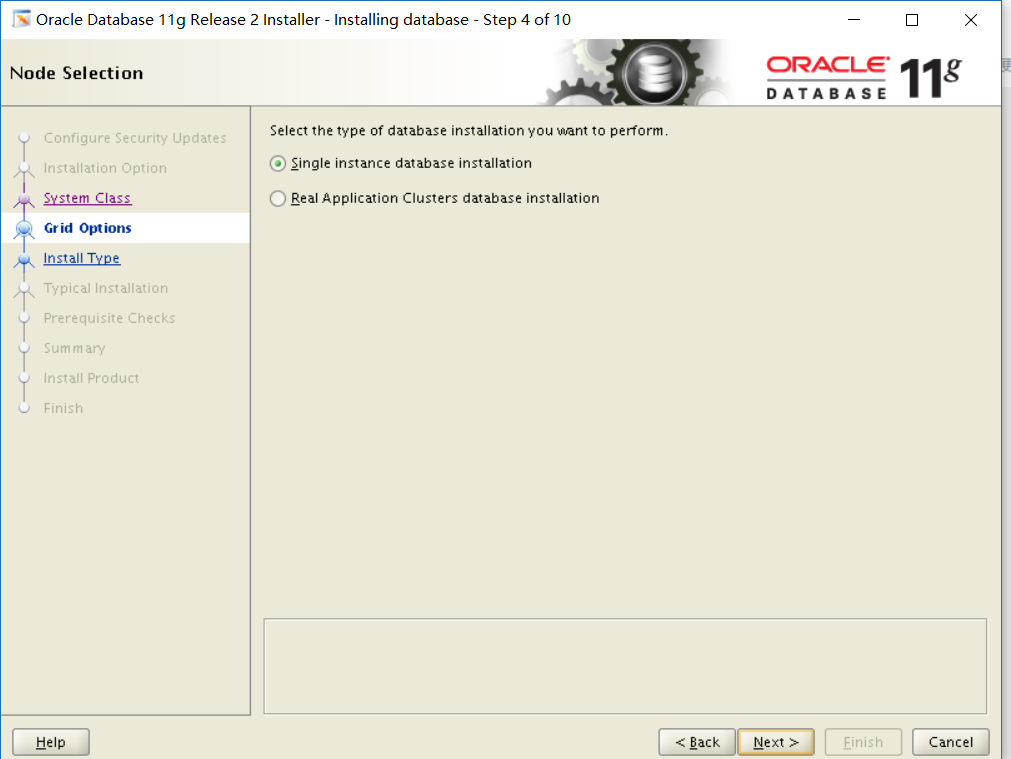 Oracle Database 11g Release 2 Installer - Installing database - Step 4 of 10
Node Selection
ORACLE
DATABASE
11g
Configure Security Updates
Installation Option
System Class
Grid Options
Install Type
Typical Installation
Prerequisite Checks
Summary
Install Product
Finish
Select the type of database installation you want to perform.
Single instance database installation
Real Application Clusters database installation
Help
< Back
Next >
Finish
Cancel